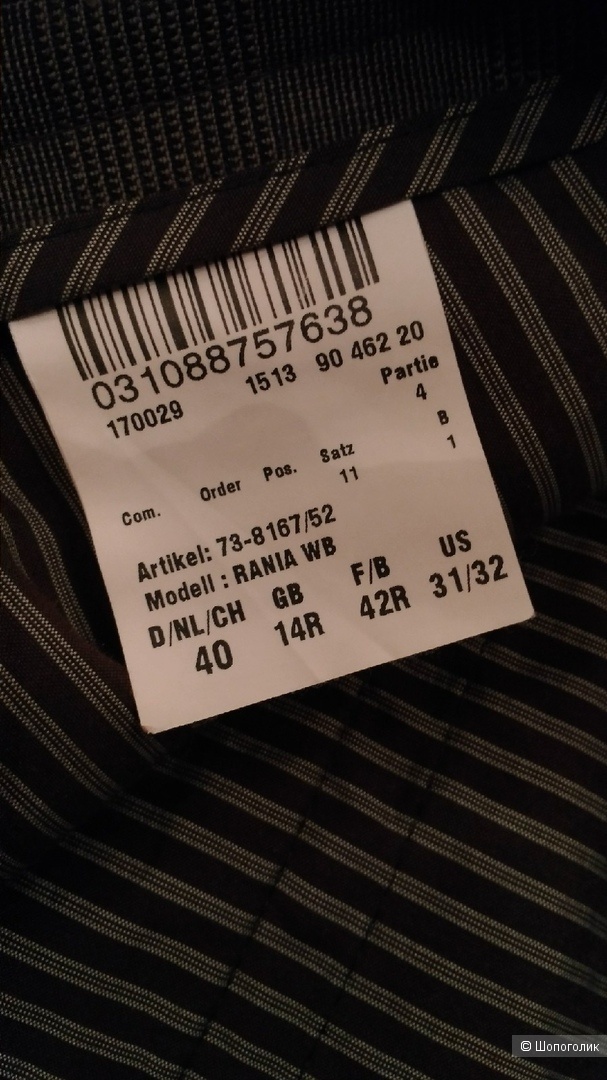 031088757638
170029 1513 90 462 20
Partie
4
B
Com. Order Pos. Satz 1
11
Artikel: 73-8167/52
Modell : RANIA WB
D/NL/CH GB F/B US
40 14R 42R 31/32
© Шопоголик